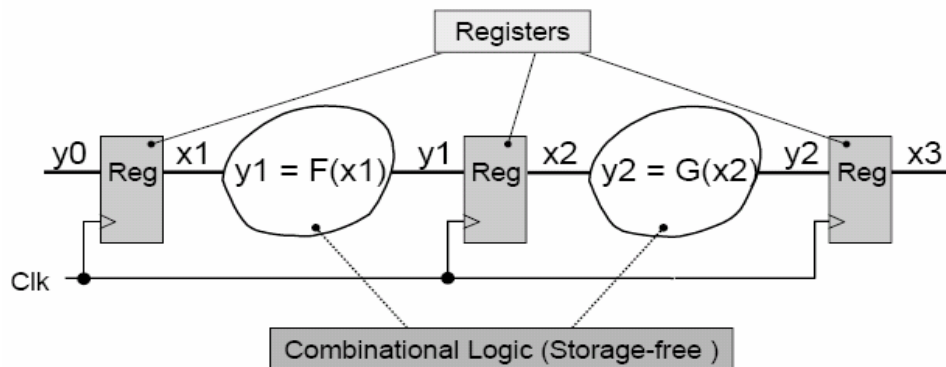 Registers
y0 Reg x1 y1 = F(x1) y1 Reg x2 y2 = G(x2) y2 Reg x3
Clk
Combinational Logic (Storage-free )